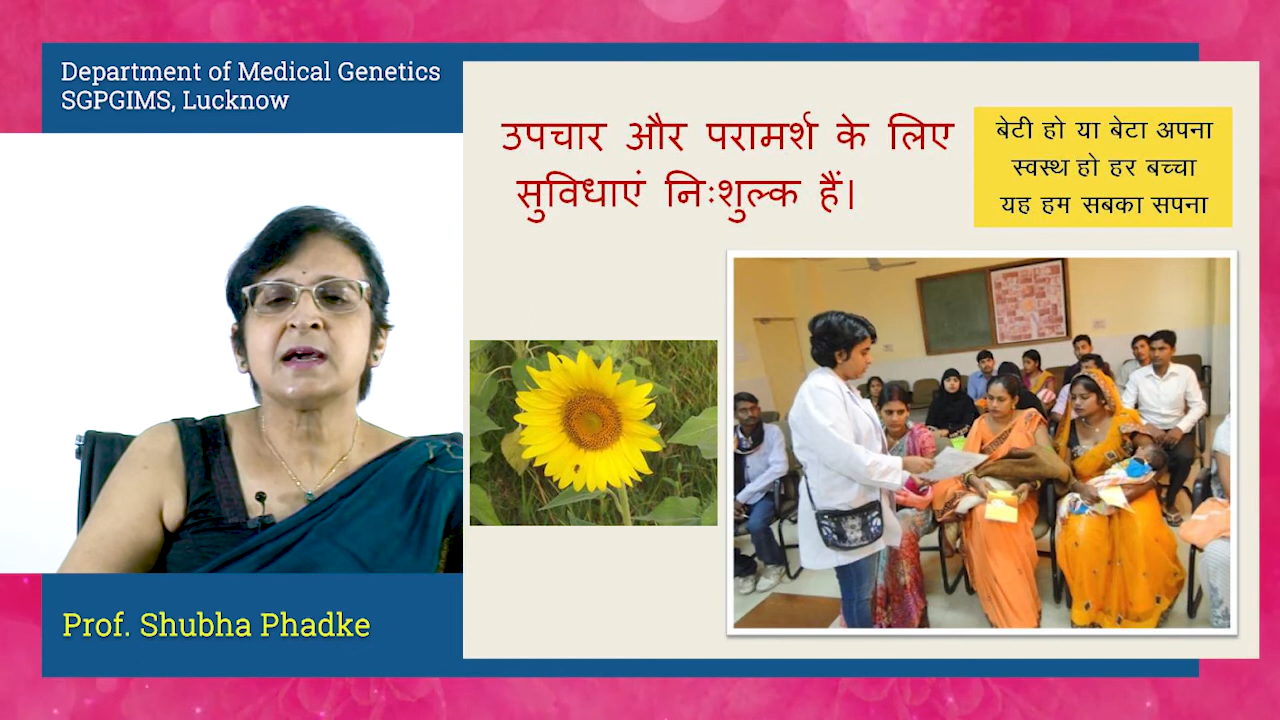 Department of Medical Genetics
SGPGIMS, Lucknow
उपचार और परामर्श के लिए
सुविधाएं निःशुल्क हैं।
बेटी हो या बेटा अपना
स्वस्थ हो हर बच्चा
यह हम सबका सपना
Prof. Shubha Phadke